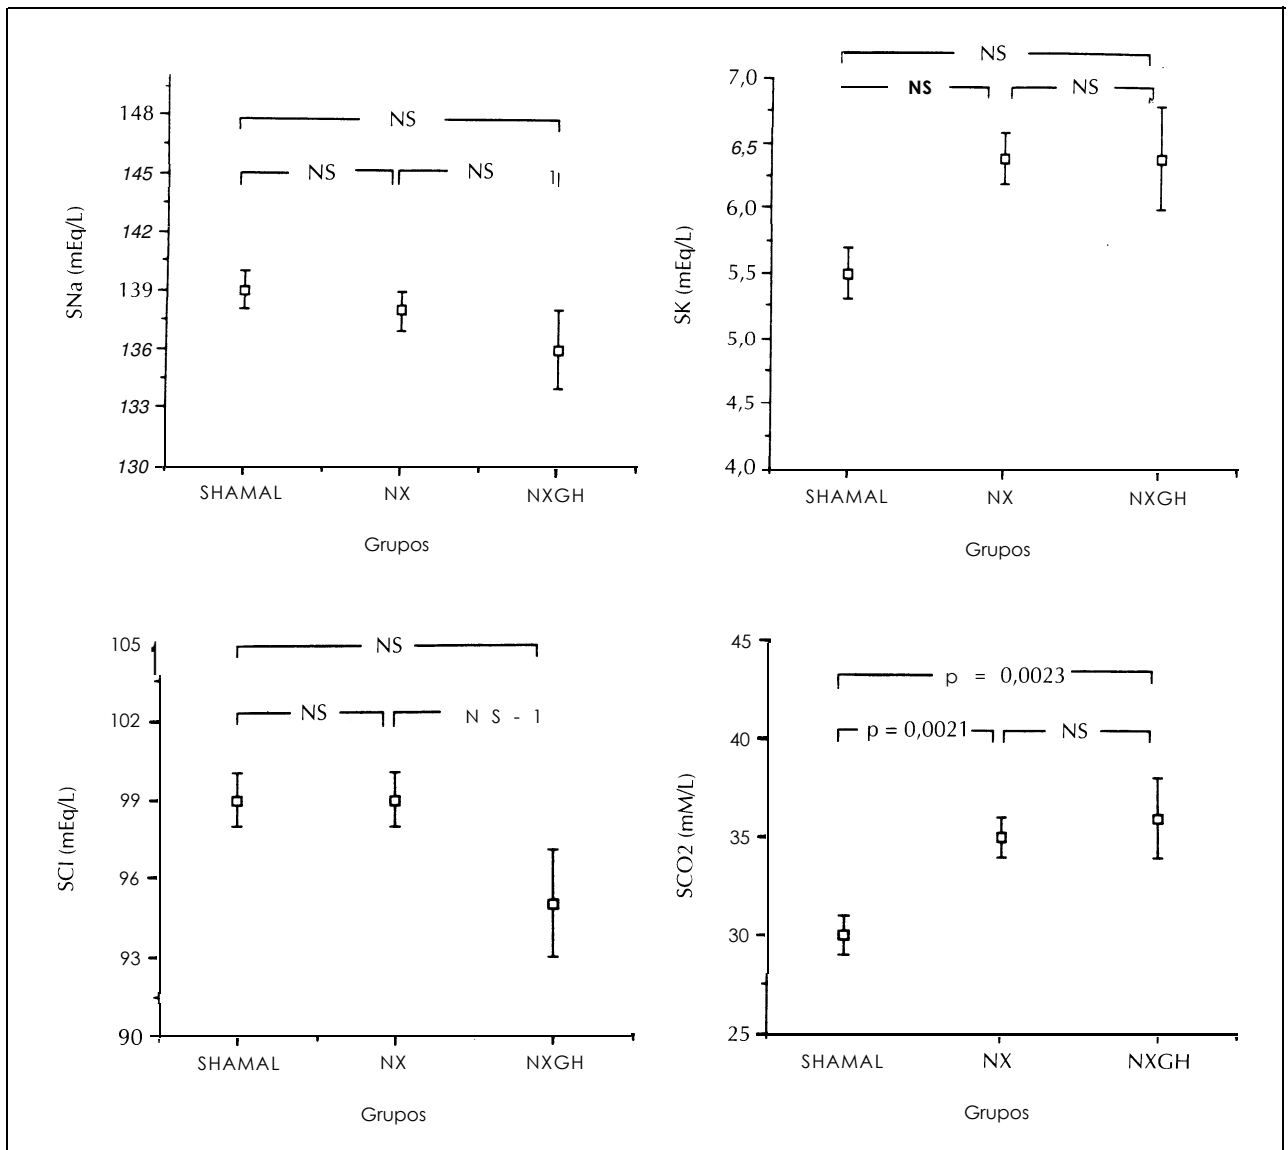 NS
148
NS
NS
NS
145
142
139
136
133
130
SNa (mEq/L)
SHAMAL NX NXGH
Grupos
NS
7,0
NS
NS
6,5
6,0
5,5
5,0
4,5
4,0
SK (mEq/L)
SHAMAL NX NXGH
Grupos
105
NS
102
NS
N S - 1
99
96
93
90
SCl (mEq/L)
SHAMAL NX NXGH
Grupos
45
p = 0,0023
40
p = 0,0021
NS
35
30
25
SCO2 (mM/L)
SHAMAL NX NXGH
Grupos